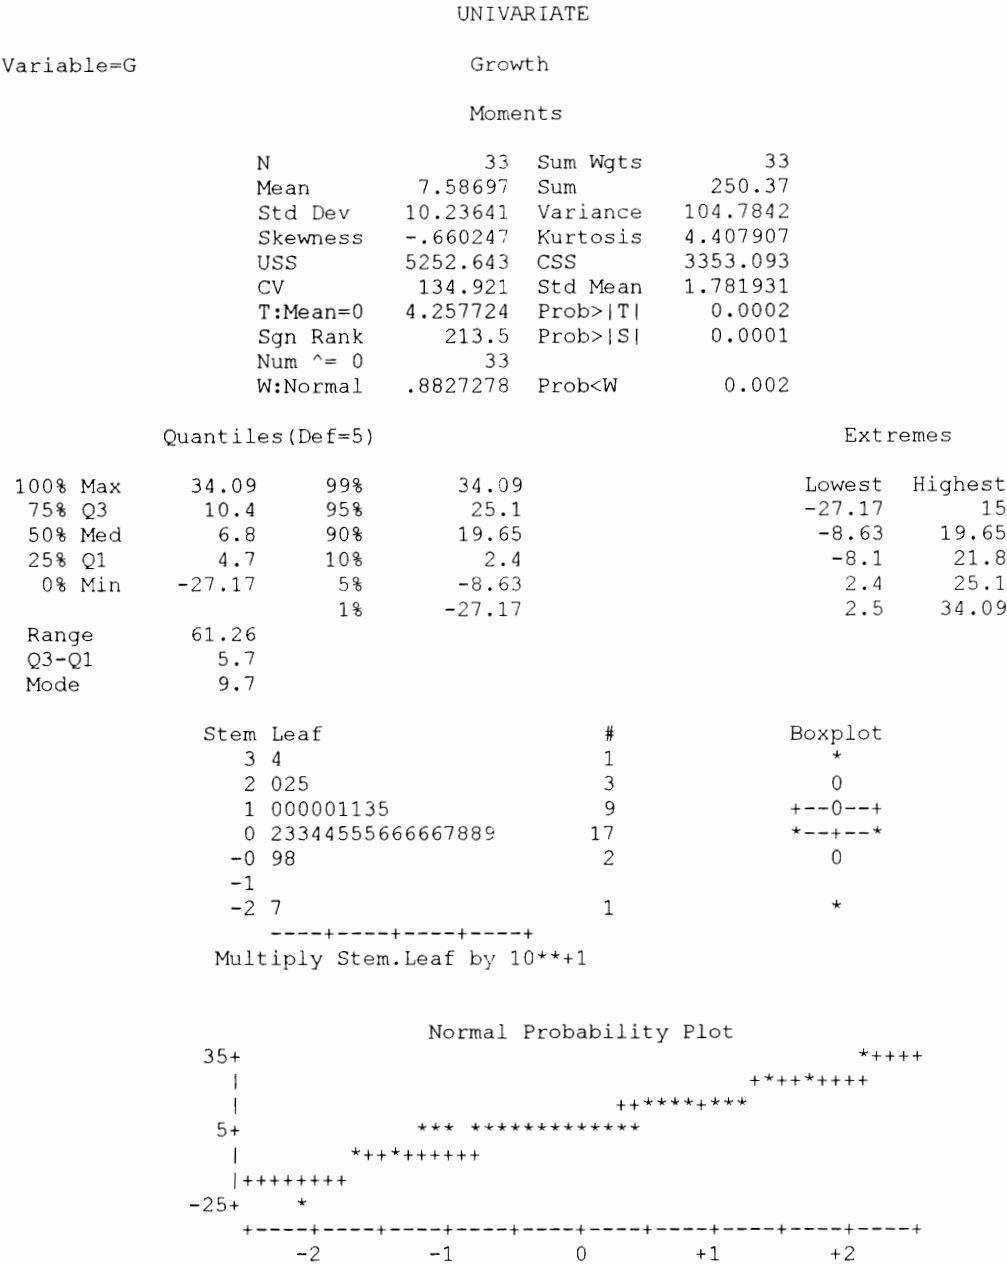 UNIVARIATE
Variable=G Growth
Moments
N 33 Sum Wgts 33
Mean 7.58697 Sum 250.37
Std Dev 10.23641 Variance 104.7842
Skewness -.660247 Kurtosis 4.407907
USS 5252.643 CSS 3353.093
CV 134.921 Std Mean 1.781931
T:Mean=0 4.257724 Prob>|T| 0.0002
Sgn Rank 213.5 Prob>|S| 0.0001
Num ^= 0 33
W:Normal .8827278 Prob<W 0.002
Quantiles(Def=5) Extremes
100% Max 34.09 99% 34.09 Lowest Highest
75% Q3 10.4 95% 25.1 -27.17 15
50% Med 6.8 90% 19.65 -8.63 19.65
25% Q1 4.7 10% 2.4 -8.1 21.8
0% Min -27.17 5% -8.63 2.4 25.1
1% -27.17 2.5 34.09
Range 61.26
Q3-Q1 5.7
Mode 9.7
Stem Leaf # Boxplot
3 4 1 *
2 025 3 0
1 000001135 9 +--0--+
0 23344555666667889 17 *--+--*
-0 98 2 0
-1
-2 7 1 *
----+----+----+----+
Multiply Stem.Leaf by 10**+1
Normal Probability Plot
35+ *++++
| +*++*++++
| ++****+***
5+ *** *************
| *++*++++++
|++++++++
-25+ *
+----+----+----+----+----+----+----+----+----+----+
-2 -1 0 +1 +2